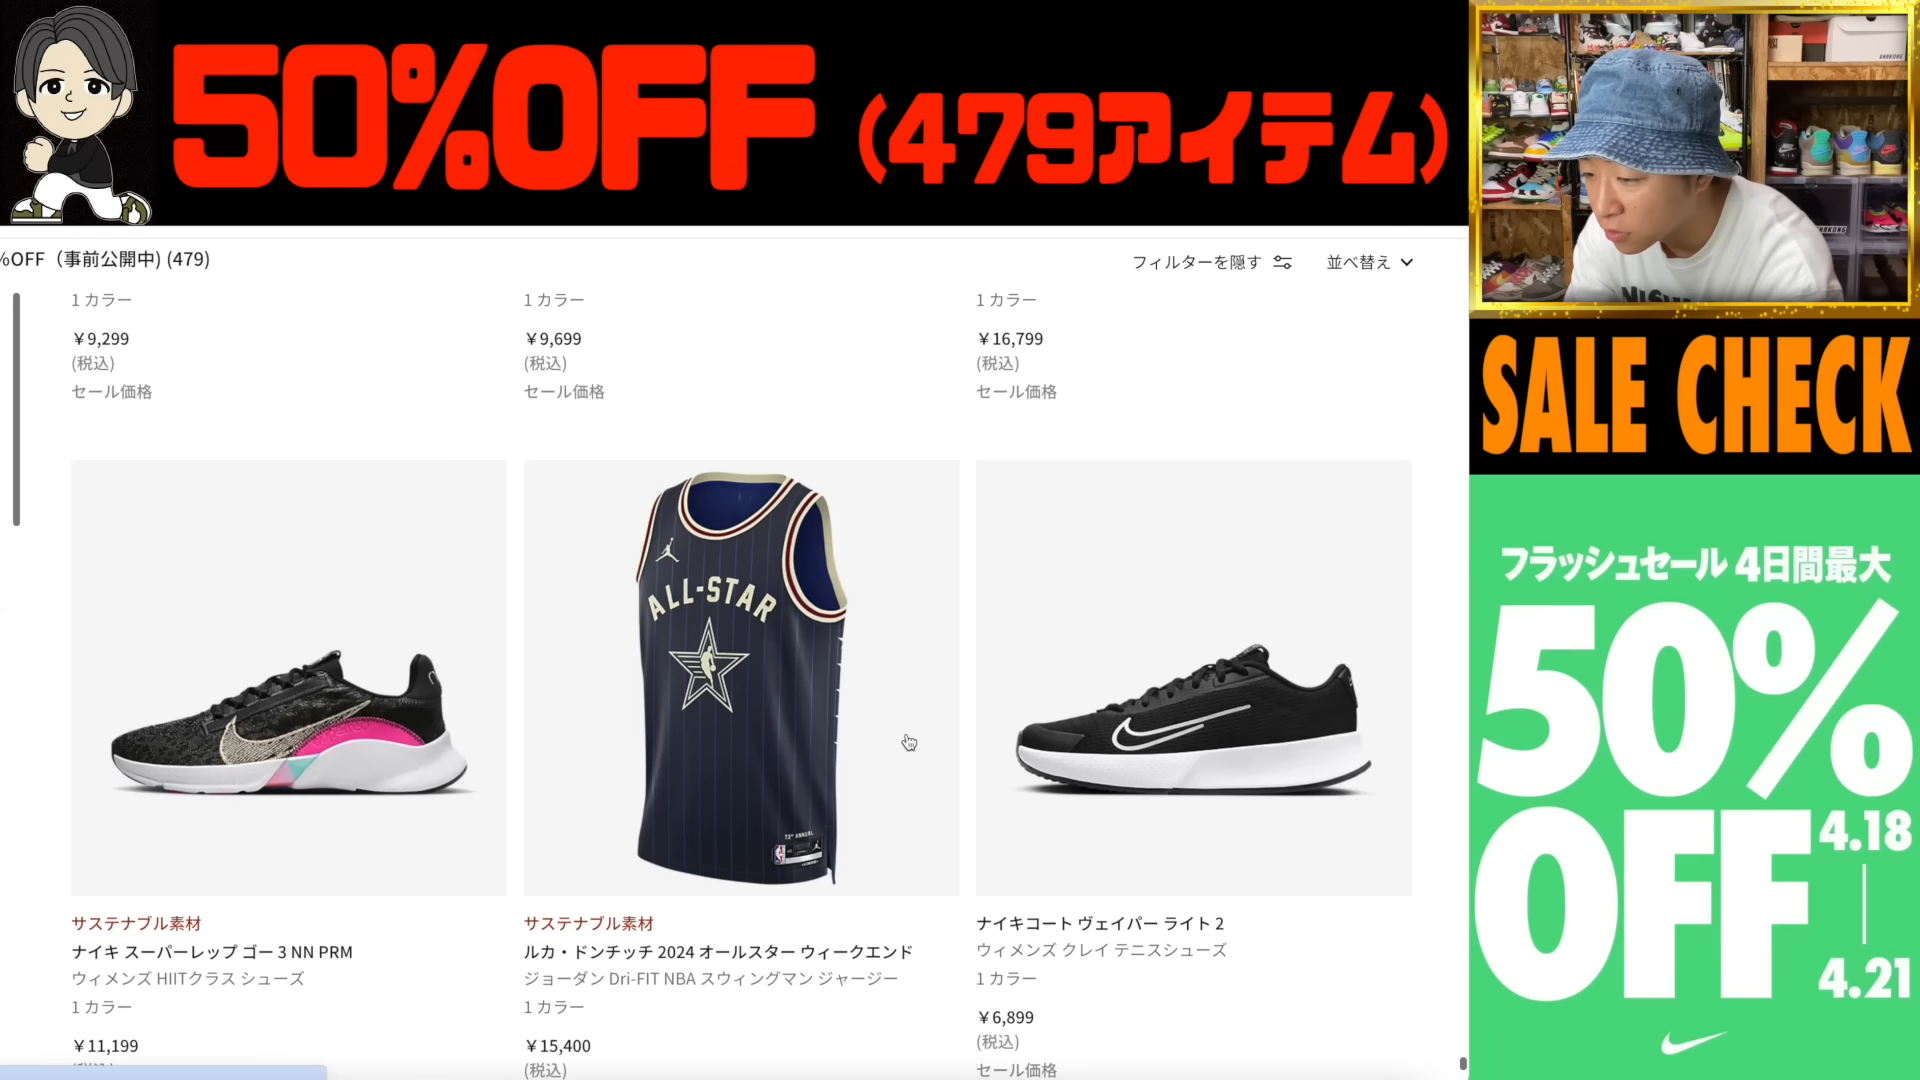 50%OFF (479アイテム)
%OFF（事前公開中) (479)
フィルターを隠す
並べ替え
1 カラー
￥9,299
(税込)
セール価格
1 カラー
￥9,699
(税込)
セール価格
1 カラー
￥16,799
(税込)
セール価格
ALL-STAR
サステナブル素材
ナイキ スーパーレップ ゴー 3 NN PRM
ウィメンズ HIITクラス シューズ
1 カラー
￥11,199
サステナブル素材
ルカ・ドンチッチ 2024 オールスター ウィークエンド
ジョーダン Dri-FIT NBA スウィングマン ジャージー
1 カラー
￥15,400
(税込)
ナイキコート ヴェイパー ライト 2
ウィメンズ クレイ テニスシューズ
1 カラー
￥6,899
(税込)
セール価格
SALE CHECK
フラッシュセール 4日間最大
50%
OFF
4.18
4.21